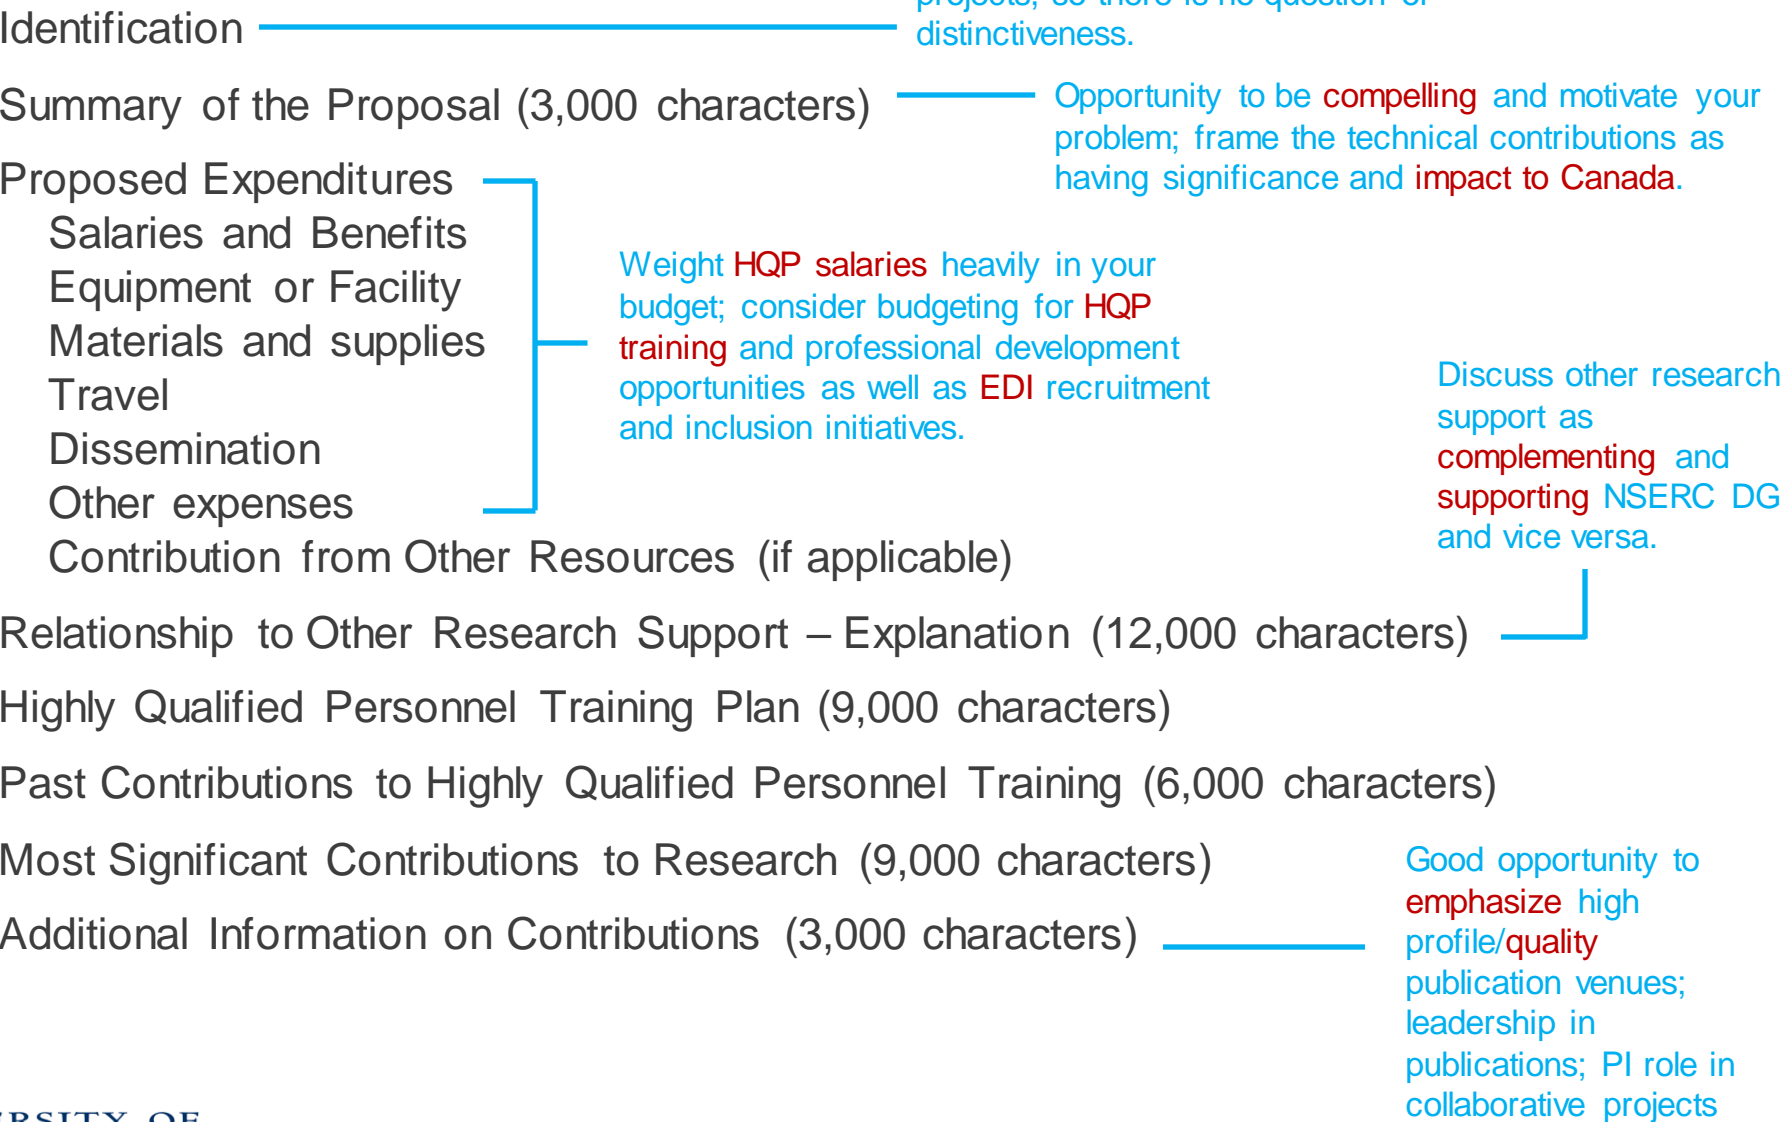 Identification
distinctiveness.
Summary of the Proposal (3,000 characters)
Opportunity to be compelling and motivate your
problem; frame the technical contributions as
having significance and impact to Canada.
Proposed Expenditures
Salaries and Benefits
Equipment or Facility
Materials and supplies
Travel
Dissemination
Other expenses
Contribution from Other Resources (if applicable)
Weight HQP salaries heavily in your
budget; consider budgeting for HQP
training and professional development
opportunities as well as EDI recruitment
and inclusion initiatives.
Discuss other research
support as
complementing and
supporting NSERC DG
and vice versa.
Relationship to Other Research Support – Explanation (12,000 characters)
Highly Qualified Personnel Training Plan (9,000 characters)
Past Contributions to Highly Qualified Personnel Training (6,000 characters)
Most Significant Contributions to Research (9,000 characters)
Additional Information on Contributions (3,000 characters)
Good opportunity to
emphasize high
profile/quality
publication venues;
leadership in
publications; PI role in
collaborative projects